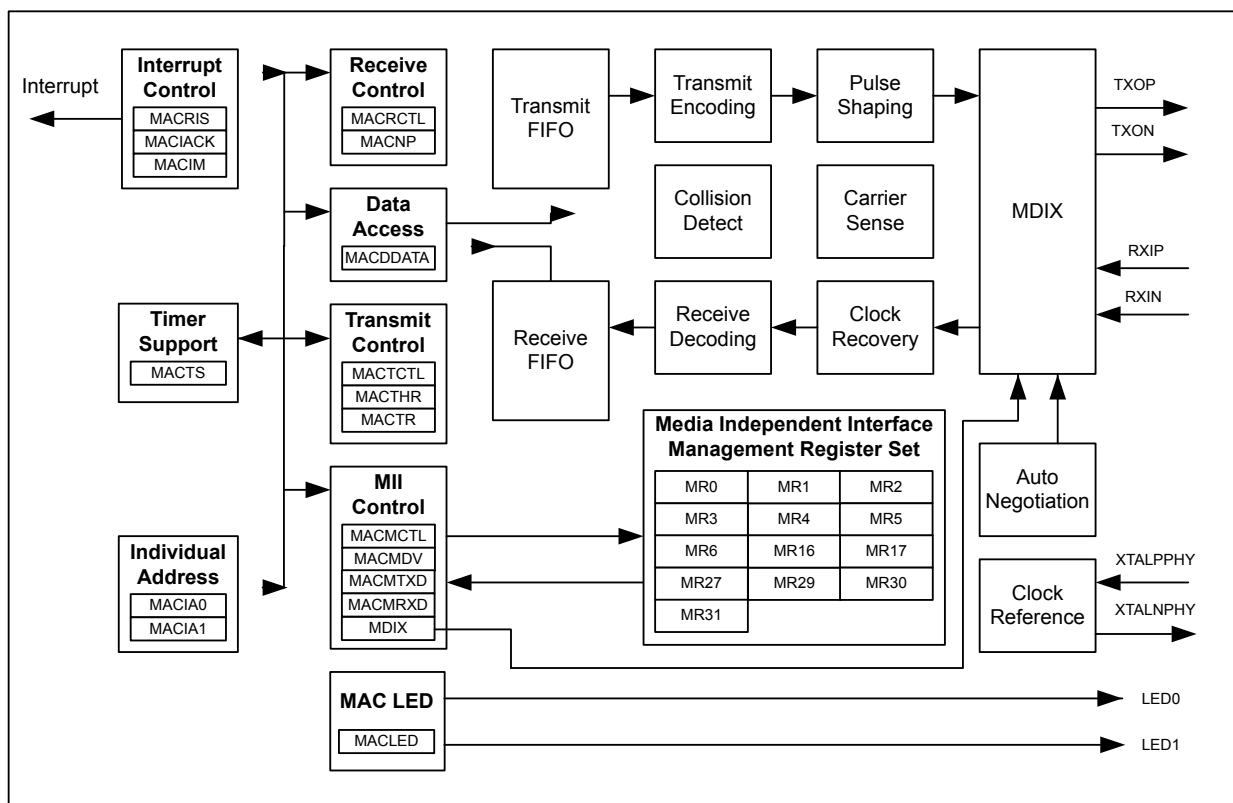 Interrupt
Interrupt
Control
MACRIS
MACIACK
MACIM
Receive
Control
MACRCTL
MACNP
Transmit
FIFO
Transmit
Encoding
Pulse
Shaping
MDIX
TXOP
TXON
RXIP
RXIN
Data
Access
MACDDATA
Collision
Detect
Carrier
Sense
Timer
Support
MACTS
Transmit
Control
MACTCTL
MACTHR
MACTR
Receive
FIFO
Receive
Decoding
Clock
Recovery
Individual
Address
MACIA0
MACIA1
MII
Control
MACMCTL
MACMDV
MACMTXD
MACMRXD
MDIX
Media Independent Interface
Management Register Set
MR0 MR1 MR2
MR3 MR4 MR5
MR6 MR16 MR17
MR27 MR29 MR30
MR31
Auto
Negotiation
Clock
Reference
XTALPPHY
XTALNPHY
MAC LED
MACLED
LED0
LED1